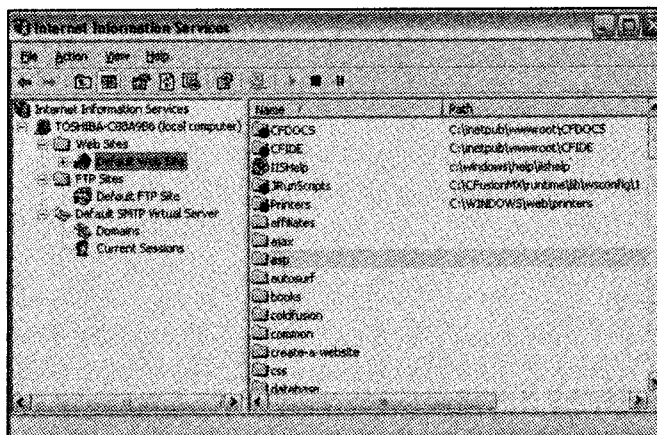 Internet Information Services
File Action View Help
Internet Information Services
TOSHIBA-C88A9B6 (local computer)
Web Sites
Default Web Site
FTP Sites
Default FTP Site
Default SMTP Virtual Server
Domains
Current Sessions
Name Path
CFDOCS C:\Inetpub\wwwroot\CFDOCS
CFIDE C:\Inetpub\wwwroot\CFIDE
IISHelp c:\windows\help\iishelp
JRunScripts C:\CFusionMX\runtime\lib\wsconfig\1
Printers C:\WINDOWS\web\printers
affiliates
ajax
asp
autosurf
books
coldfusion
common
create-a-website
css
database